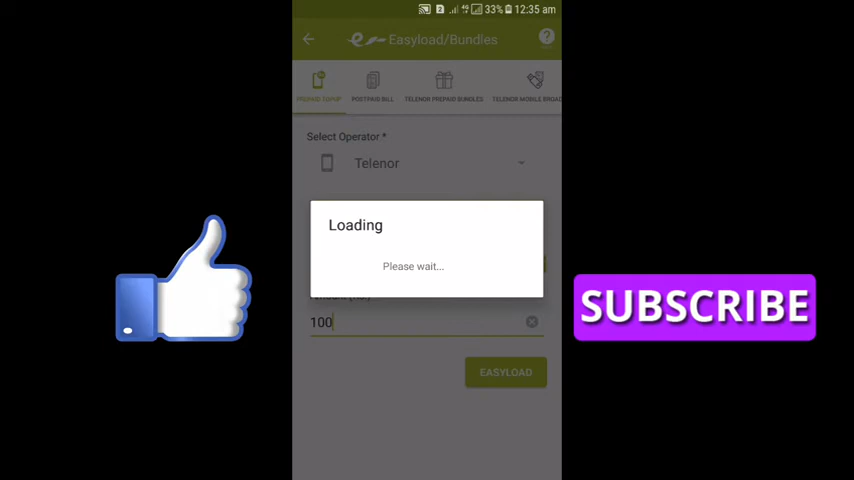 33% 12:35 am
Easyload/Bundles
PREPAID TOPUP POSTPAID BILL TELENOR PREPAID BUNDLES TELENOR MOBILE BROAD
Select Operator *
Telenor
Loading
Please wait...
100
EASYLOAD
SUBSCRIBE